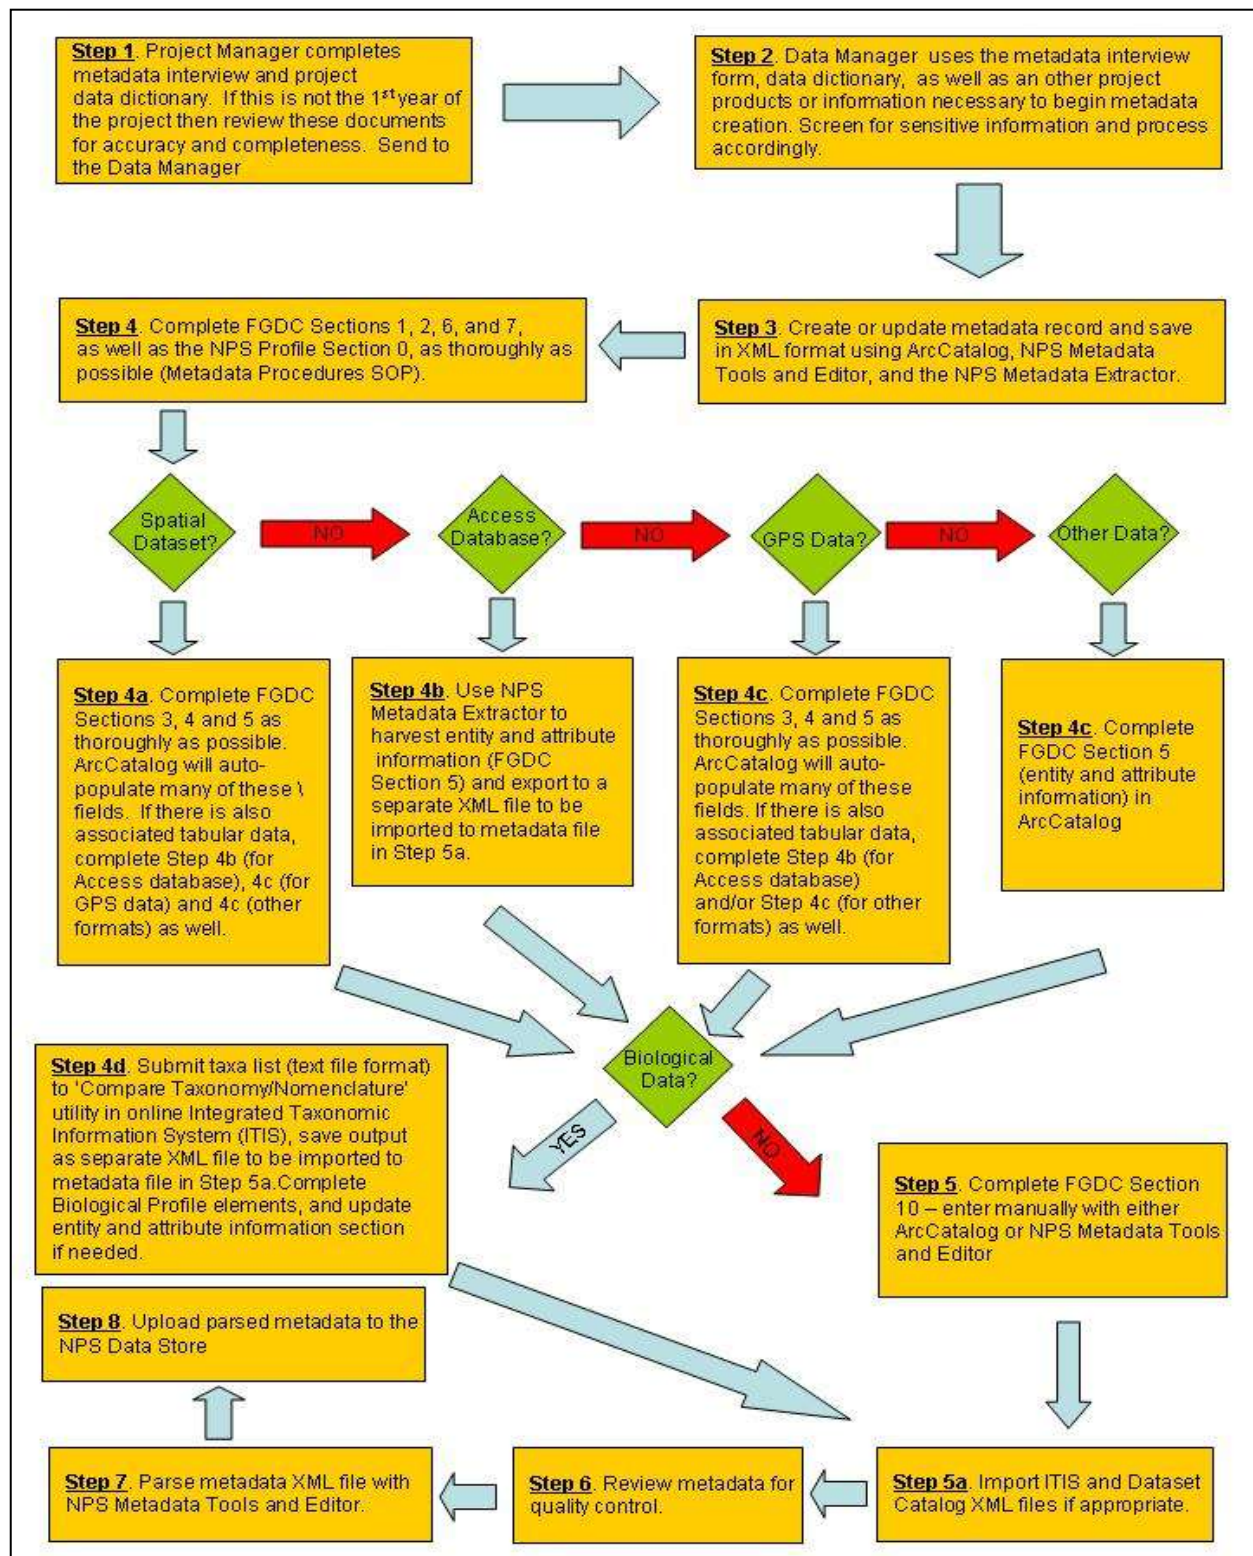 Step 1. Project Manager completes
metadata interview and project
data dictionary. If this is not the 1st year of
the project then review these documents
for accuracy and completeness. Send to
the Data Manager
Step 2. Data Manager uses the metadata interview
form, data dictionary, as well as an other project
products or information necessary to begin metadata
creation. Screen for sensitive information and process
accordingly.
Step 4. Complete FGDC Sections 1, 2, 6, and 7,
as well as the NPS Profile Section 0, as thoroughly as
possible (Metadata Procedures SOP).
Step 3. Create or update metadata record and save
in XML format using ArcCatalog, NPS Metadata
Tools and Editor, and the NPS Metadata Extractor.
Spatial
Dataset?
NO
Access
Database?
NO
GPS Data?
NO
Other Data?
Step 4a. Complete FGDC
Sections 3, 4 and 5 as
thoroughly as possible.
ArcCatalog will auto-
populate many of these \
fields. If there is also
associated tabular data,
complete Step 4b (for
Access database), 4c (for
GPS data) and 4c (other
formats) as well.
Step 4b. Use NPS
Metadata Extractor to
harvest entity and attribute
information (FGDC
Section 5) and export to a
separate XML file to be
imported to metadata file
in Step 5a.
Step 4c. Complete FGDC
Sections 3, 4 and 5 as
thoroughly as possible.
ArcCatalog will auto-
populate many of these
fields. If there is also
associated tabular data,
complete Step 4b (for
Access database)
and/or Step 4c (for other
formats) as well.
Step 4c. Complete
FGDC Section 5
(entity and attribute
information) in
ArcCatalog
Biological
Data?
YES
NO
Step 4d. Submit taxa list (text file format)
to 'Compare Taxonomy/Nomenclature'
utility in online Integrated Taxonomic
Information System (ITIS), save output
as separate XML file to be imported to
metadata file in Step 5a.Complete
Biological Profile elements, and update
entity and attribute information section
if needed.
Step 5. Complete FGDC Section
10 – enter manually with either
ArcCatalog or NPS Metadata Tools
and Editor
Step 8. Upload parsed metadata to the
NPS Data Store
Step 7. Parse metadata XML file with
NPS Metadata Tools and Editor.
Step 6. Review metadata for
quality control.
Step 5a. Import ITIS and Dataset
Catalog XML files if appropriate.